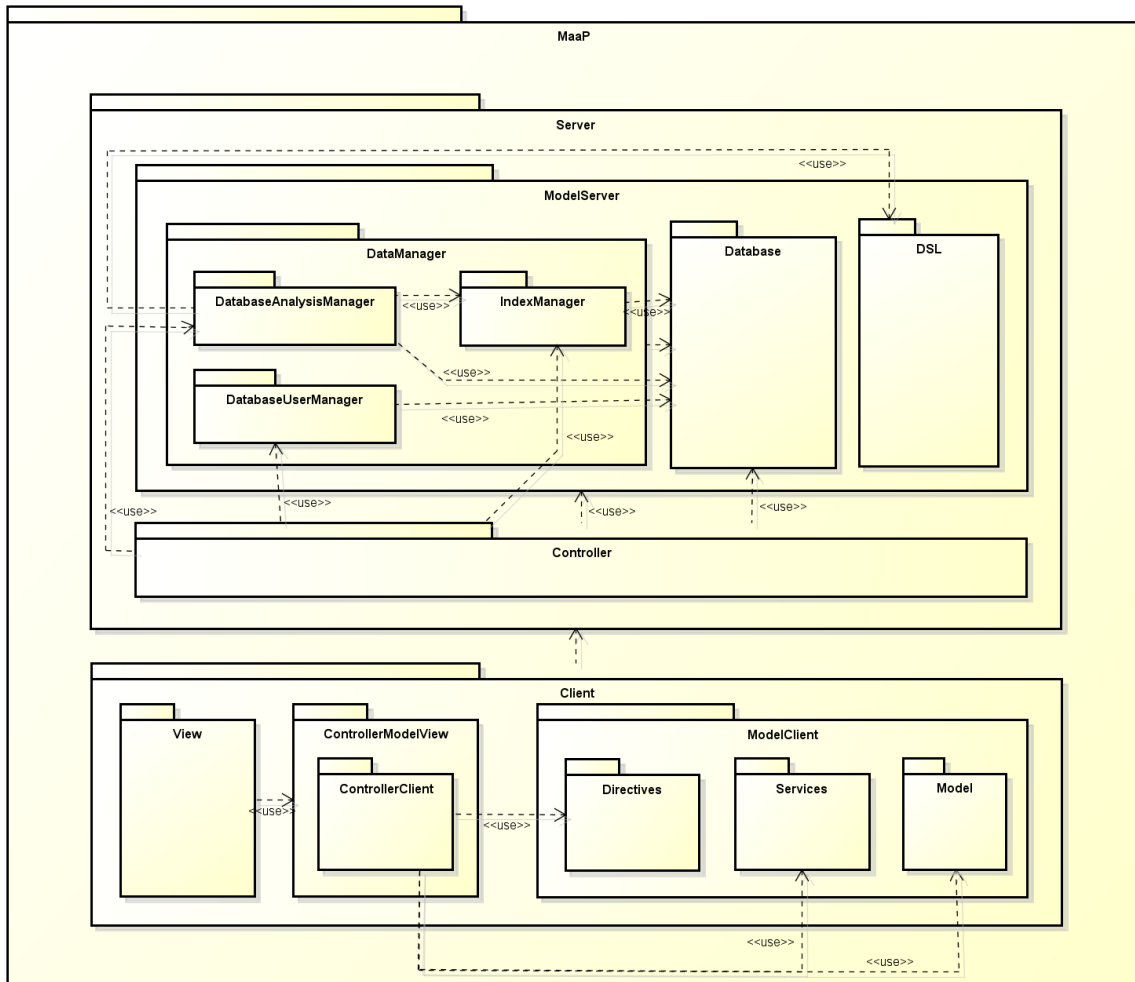 MaaP
Server
<<use>>
ModelServer
DataManager
Database
DSL
DatabaseAnalysisManager
IndexManager
<<use>>
<<use>>
<<use>>
DatabaseUserManager
<<use>>
<<use>>
<<use>>
<<use>>
<<use>>
<<use>>
Controller
Client
View
ControllerModelView
ModelClient
ControllerClient
Directives
Services
Model
<<use>>
<<use>>
<<use>>
<<use>>